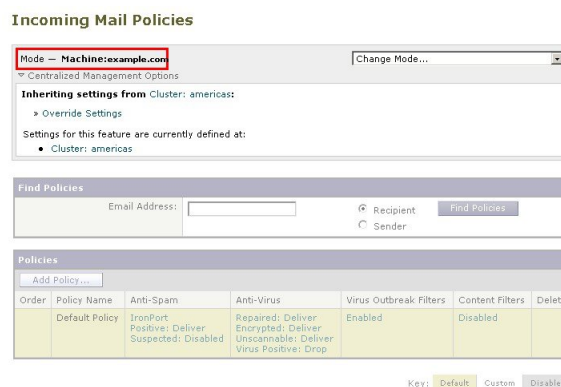 Incoming Mail Policies
Mode — Machine:example.com
Change Mode...
Centralized Management Options
Inheriting settings from Cluster: americas:
» Override Settings
Settings for this feature are currently defined at:
• Cluster: americas
Find Policies
Email Address:
Recipient
Find Policies
Sender
Policies
Add Policy...
Order Policy Name Anti-Spam Anti-Virus Virus Outbreak Filters Content Filters Delet
Default Policy IronPort Repaired: Deliver Enabled Disabled
Positive: Deliver Encrypted: Deliver
Suspected: Disabled Unscannable: Deliver
Virus Positive: Drop
Key: Default Custom Disable